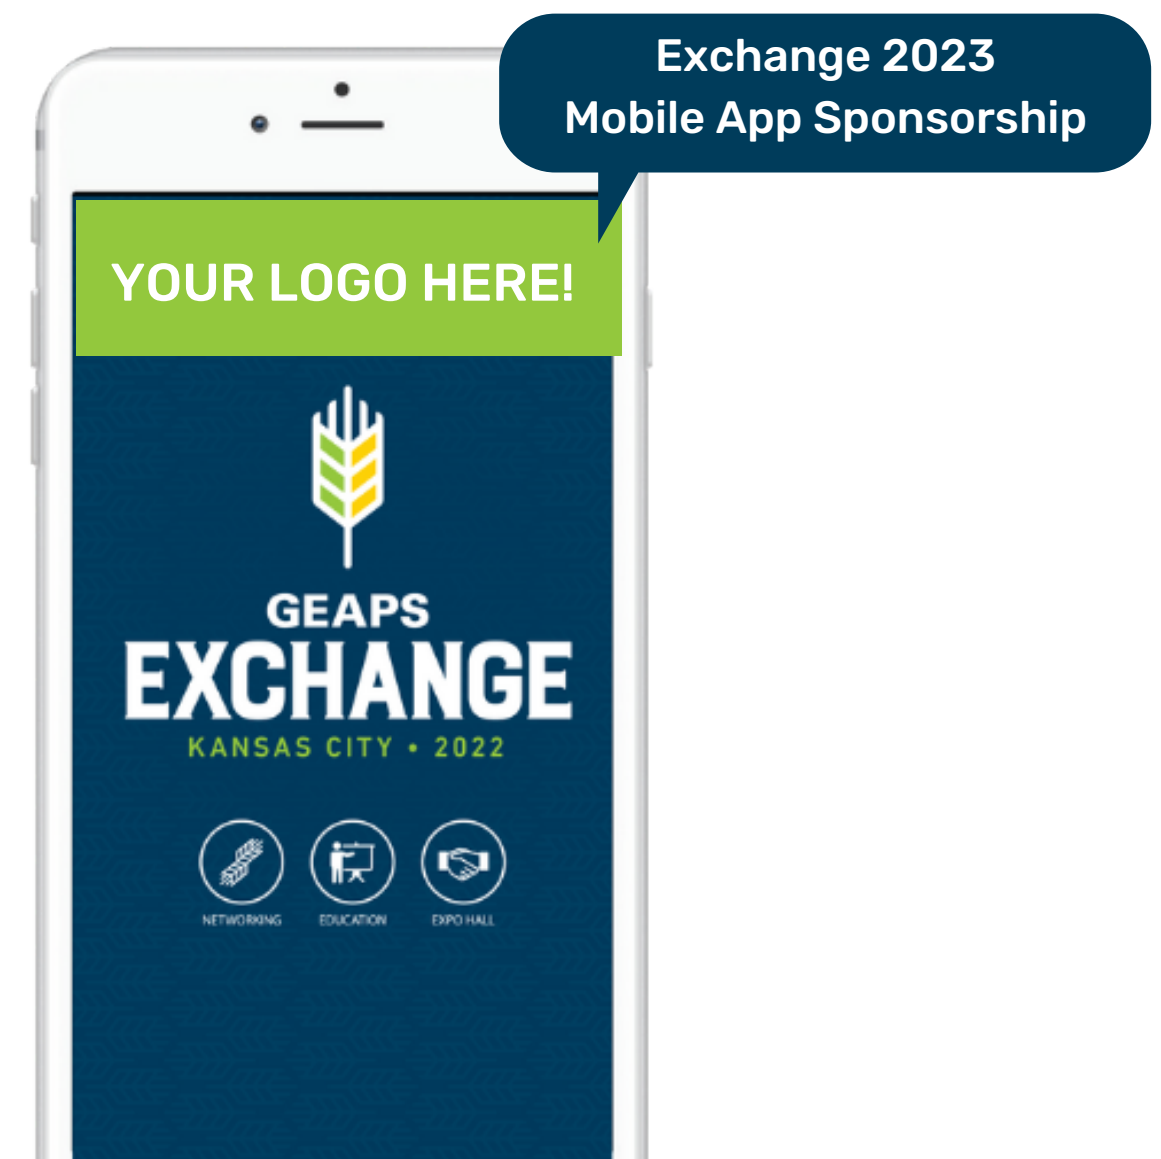 Exchange 2023
Mobile App Sponsorship
YOUR LOGO HERE!
GEAPS
EXCHANGE
KANSAS CITY • 2022
NETWORKING
EDUCATION
EXPO HALL